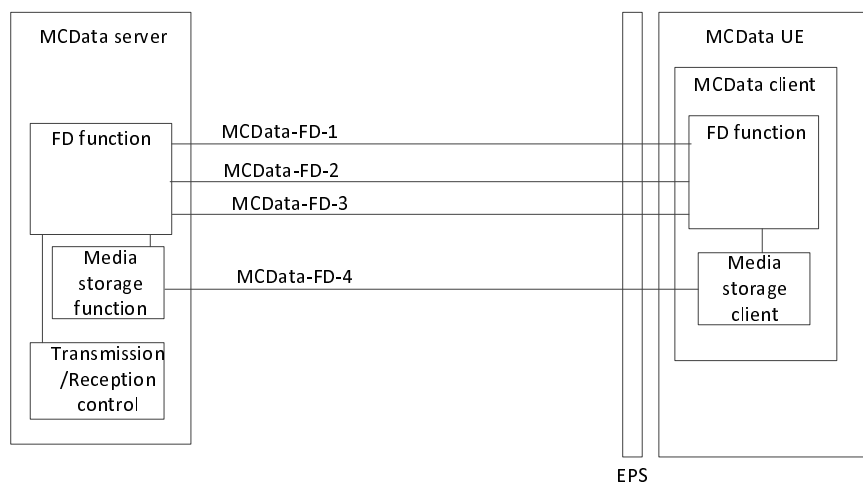 MCData server
FD function
Media
storage
function
Transmission
/Reception
control
MCData-FD-1
MCData-FD-2
MCData-FD-3
MCData-FD-4
EPS
MCData UE
MCData client
FD function
Media
storage
client